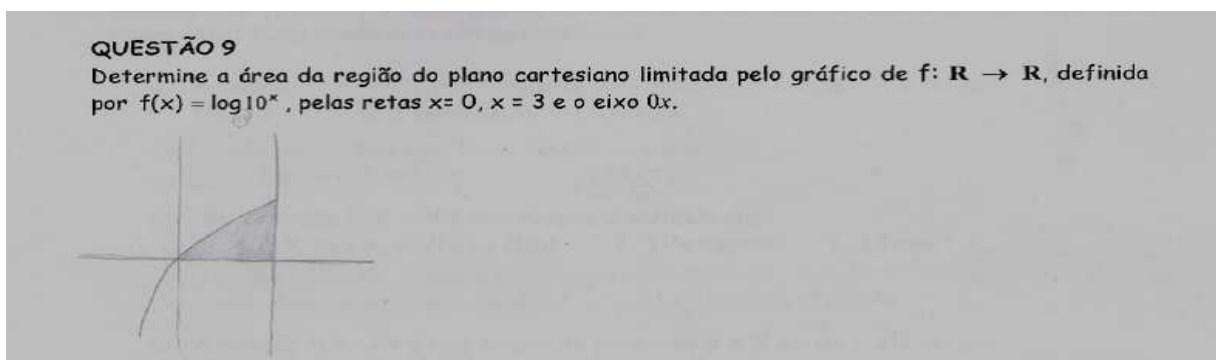 QUESTÃO 9
Determine a área da região do plano cartesiano limitada pelo gráfico de f: R → R, definida
por f(x) = log10ˣ , pelas retas x= 0, x = 3 e o eixo 0x.